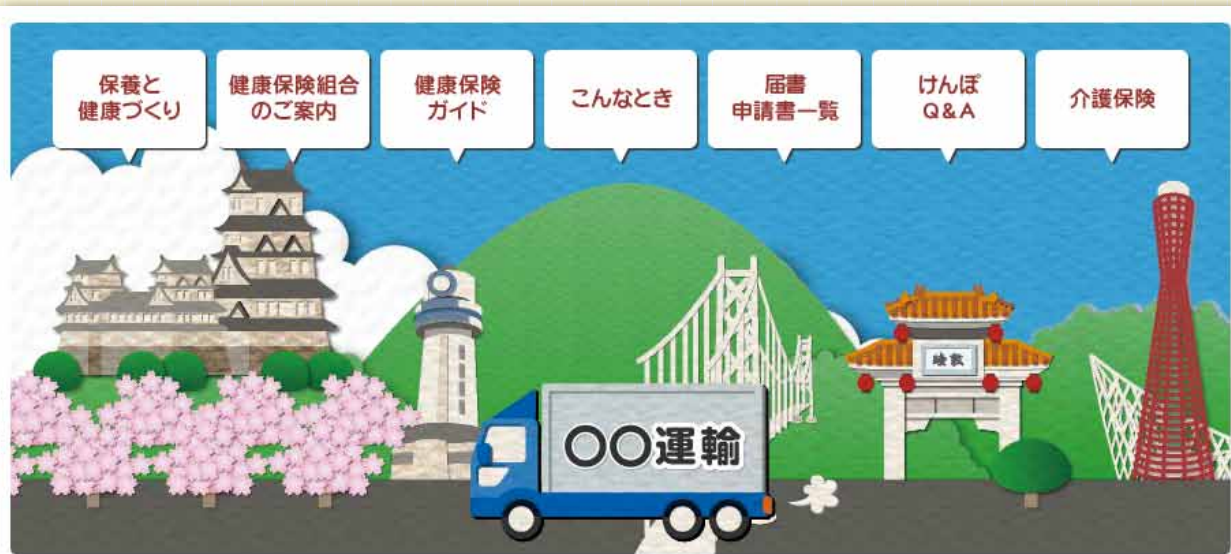 保養と
健康づくり
健康保険組合
のご案内
健康保険
ガイド
こんなとき
届書
申請書一覧
けんぽ
Q&A
介護保険
〇〇運輸